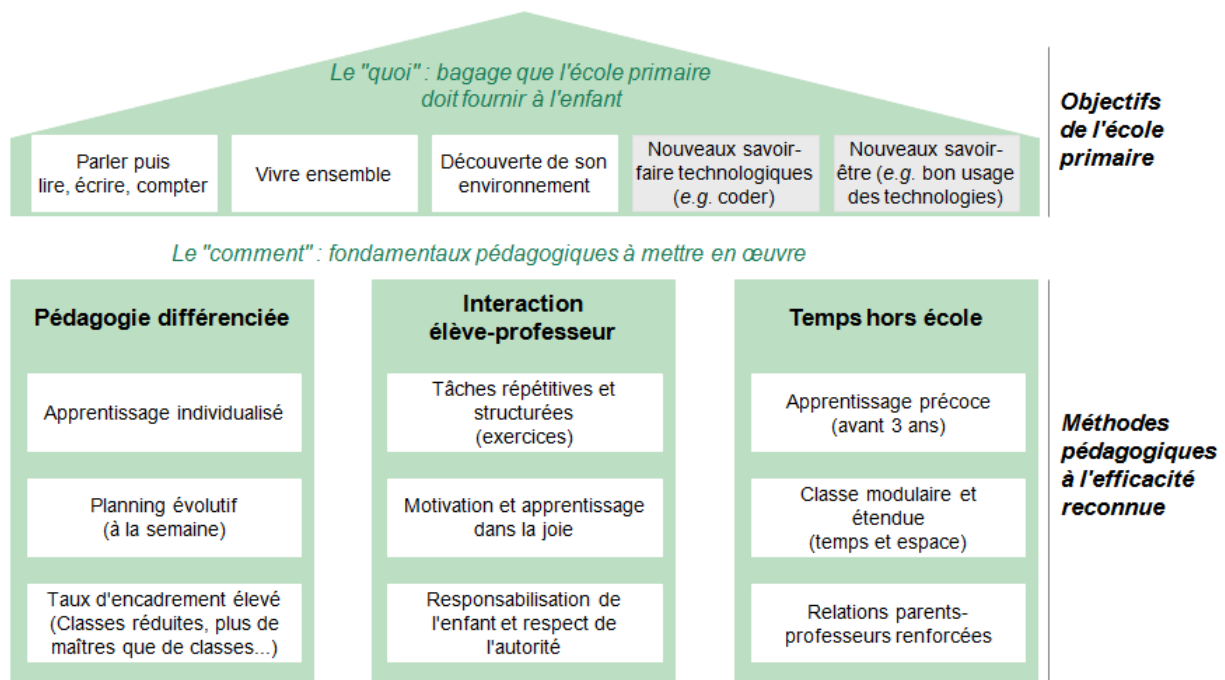 Le "quoi" : bagage que l'école primaire
doit fournir à l'enfant
Parler puis
lire, écrire, compter
Vivre ensemble
Découverte de son
environnement
Nouveaux savoir-
faire technologiques
(e.g. coder)
Nouveaux savoir-
être (e.g. bon usage
des technologies)
Objectifs
de l'école
primaire
Le "comment" : fondamentaux pédagogiques à mettre en œuvre
Pédagogie différenciée
Apprentissage individualisé
Planning évolutif
(à la semaine)
Taux d'encadrement élevé
(Classes réduites, plus de
maîtres que de classes...)
Interaction
élève-professeur
Tâches répétitives et
structurées
(exercices)
Motivation et apprentissage
dans la joie
Responsabilisation de
l'enfant et respect de
l'autorité
Temps hors école
Apprentissage précoce
(avant 3 ans)
Classe modulaire et
étendue
(temps et espace)
Relations parents-
professeurs renforcées
Méthodes
pédagogiques
à l'efficacité
reconnue